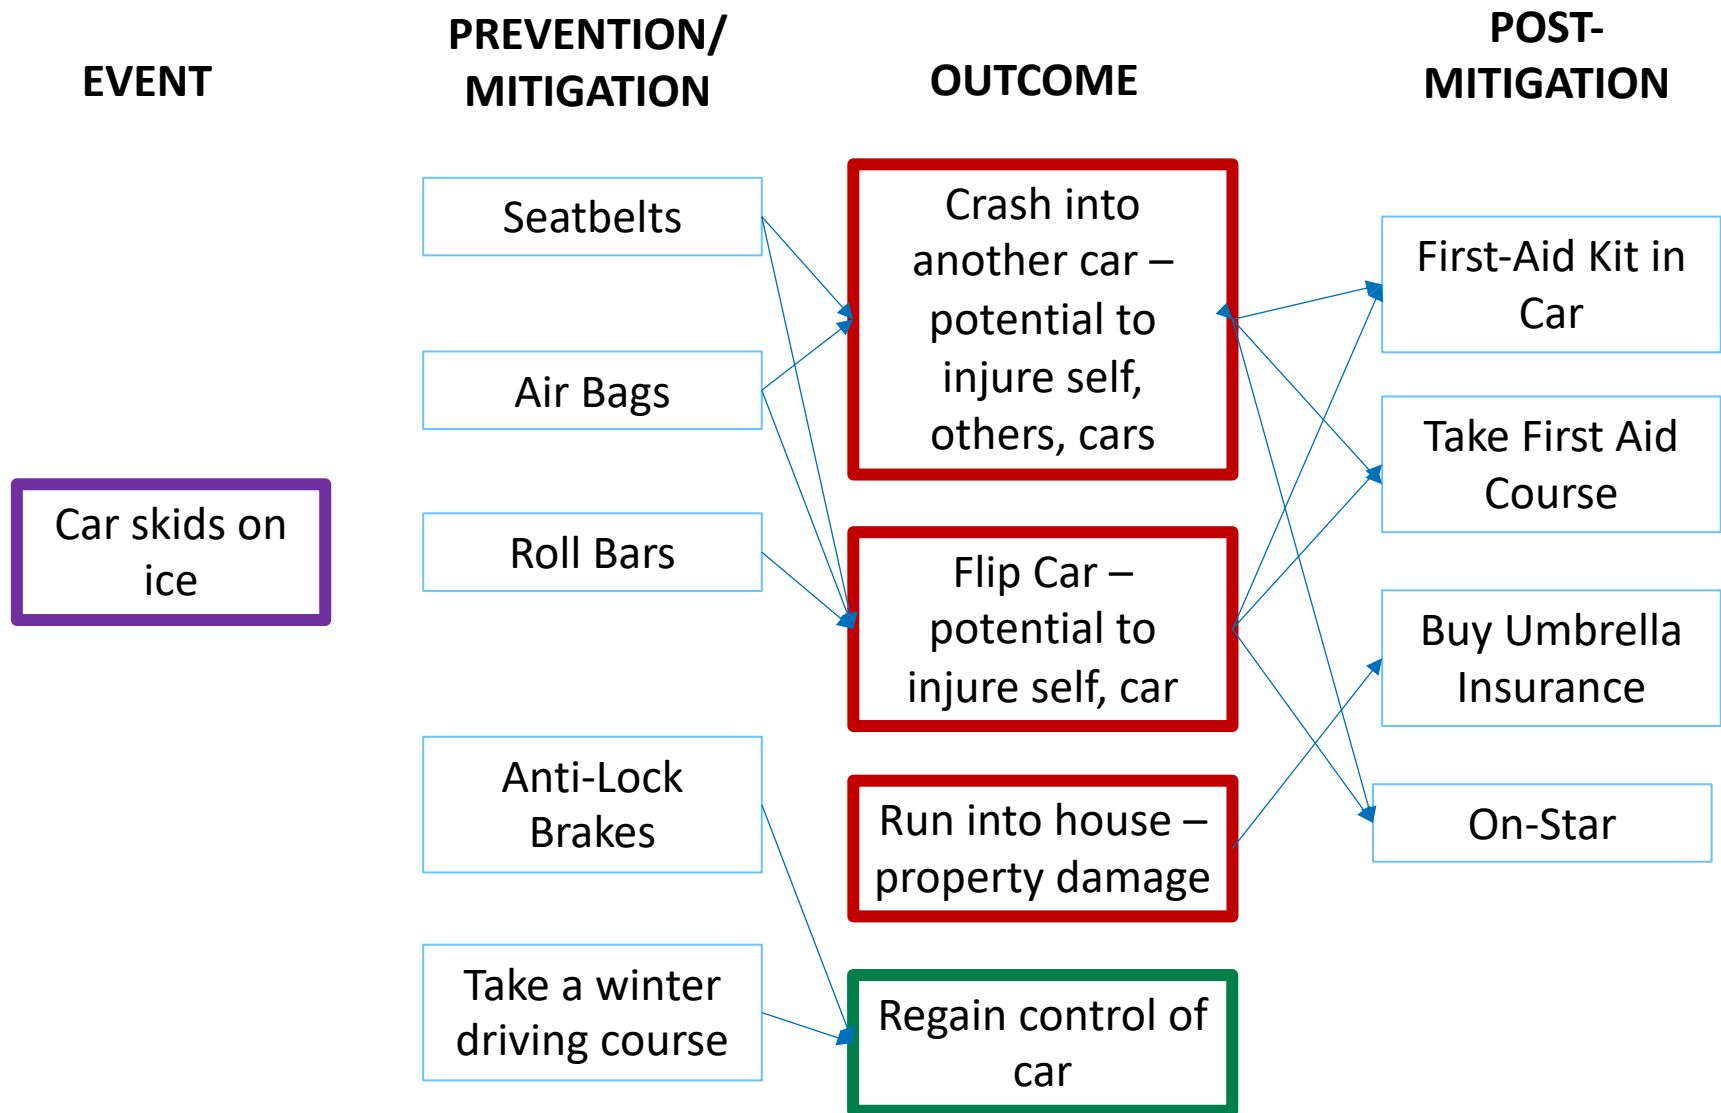 EVENT
PREVENTION/
MITIGATION
OUTCOME
POST-
MITIGATION
Car skids on
ice
Seatbelts
Air Bags
Roll Bars
Anti-Lock
Brakes
Take a winter
driving course
Crash into
another car –
potential to
injure self,
others, cars
Flip Car –
potential to
injure self, car
Run into house –
property damage
Regain control of
car
First-Aid Kit in
Car
Take First Aid
Course
Buy Umbrella
Insurance
On-Star